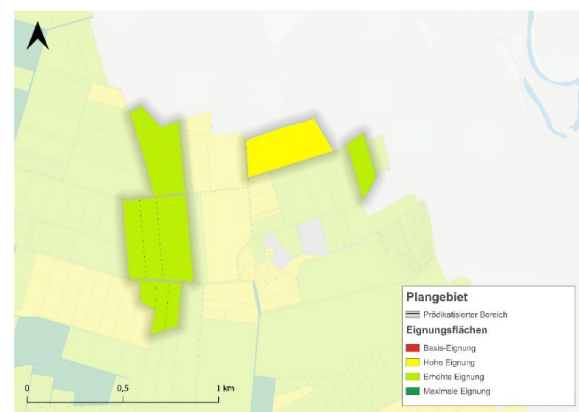 Plangebiet
Prädikatisierter Bereich
Eignungsflächen
Basis-Eignung
Hohe Eignung
Erhöhte Eignung
Maximale Eignung
0 0,5 1 km